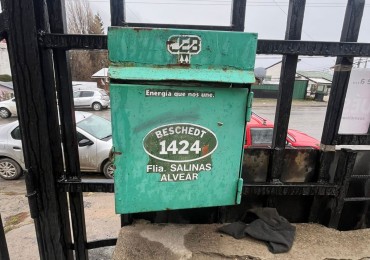 Energía que nos une.
BESCHEDT
1424
Flia. SALINAS
ALVEAR